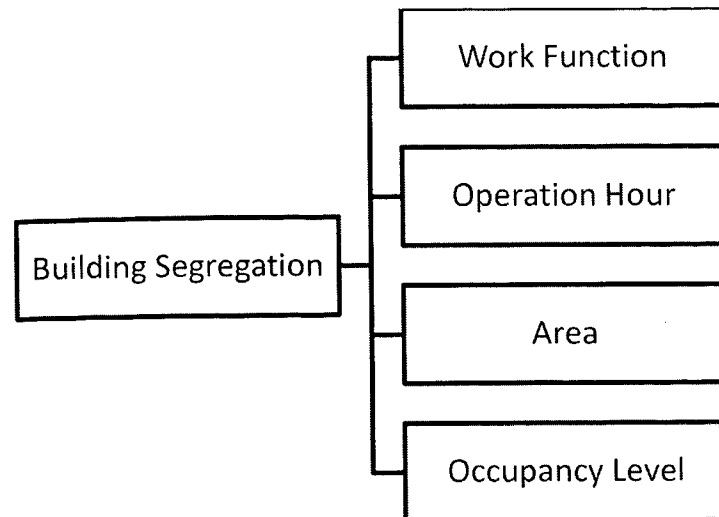 Work Function
Operation Hour
Building Segregation
Area
Occupancy Level